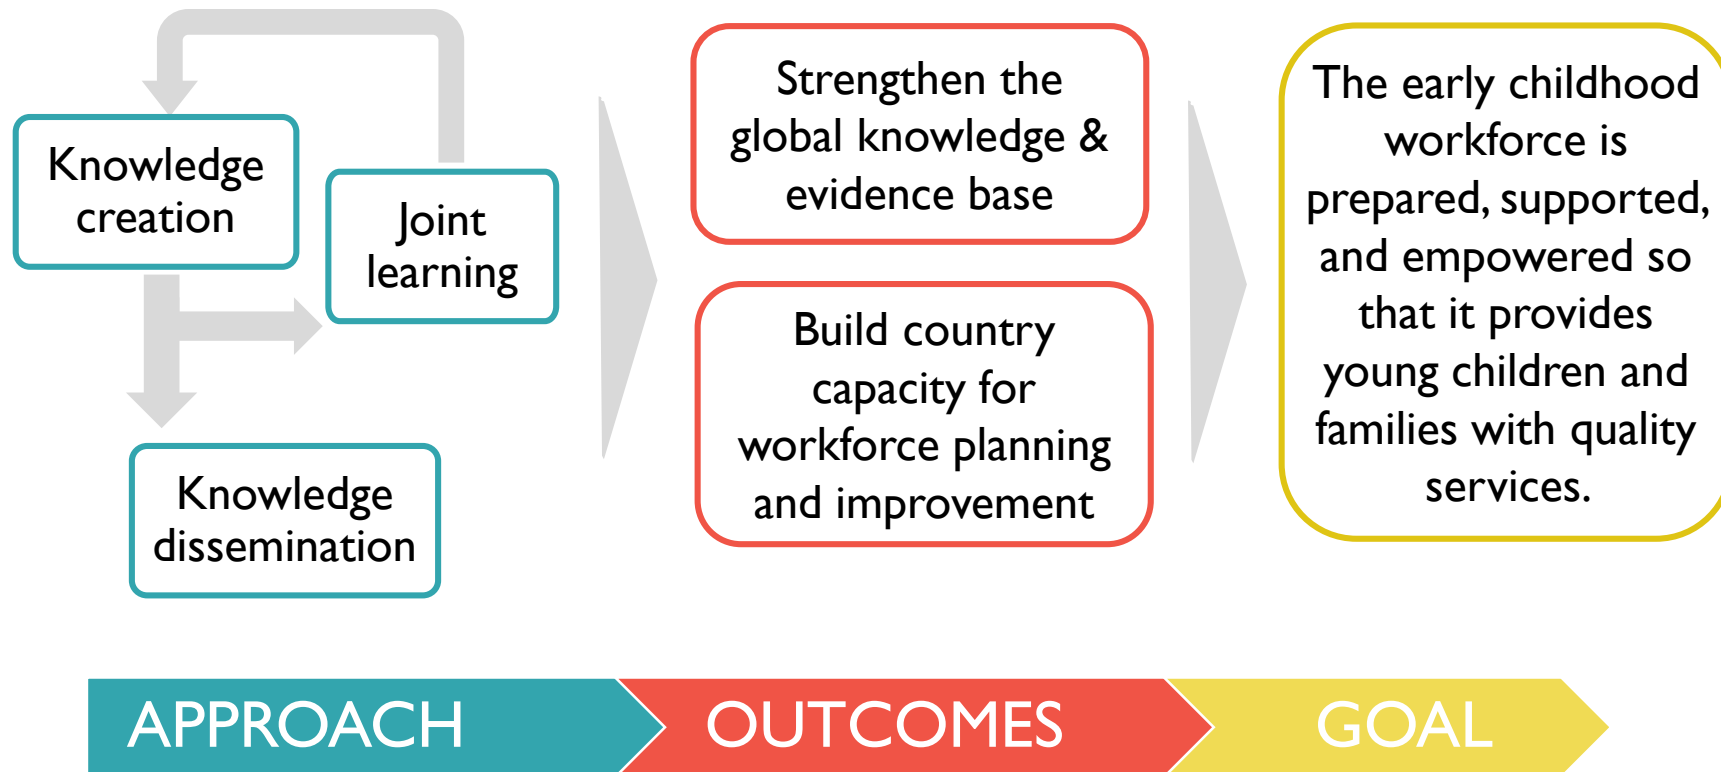 Knowledge
creation
Joint
learning
Knowledge
dissemination
Strengthen the
global knowledge &
evidence base
Build country
capacity for
workforce planning
and improvement
The early childhood
workforce is
prepared, supported,
and empowered so
that it provides
young children and
families with quality
services.
APPROACH
OUTCOMES
GOAL